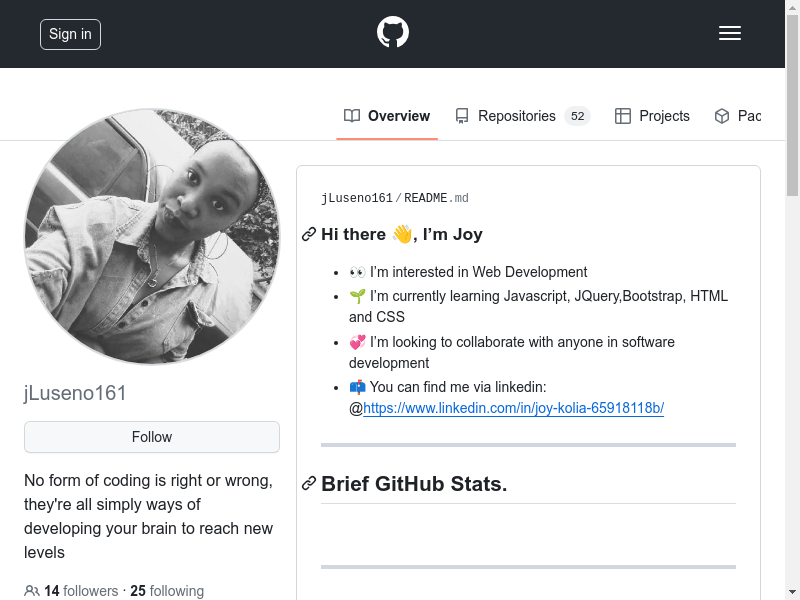 Sign in
Overview
Repositories 52
Projects
Pac
jLuseno161/README.md
Hi there 👋, I’m Joy
👀 I’m interested in Web Development
🌱 I’m currently learning Javascript, JQuery,Bootstrap, HTML
and CSS
💞️ I’m looking to collaborate with anyone in software
development
📫 You can find me via linkedin:
@https://www.linkedin.com/in/joy-kolia-65918118b/
Brief GitHub Stats.
jLuseno161
Follow
No form of coding is right or wrong,
they're all simply ways of
developing your brain to reach new
levels
14 followers · 25 following